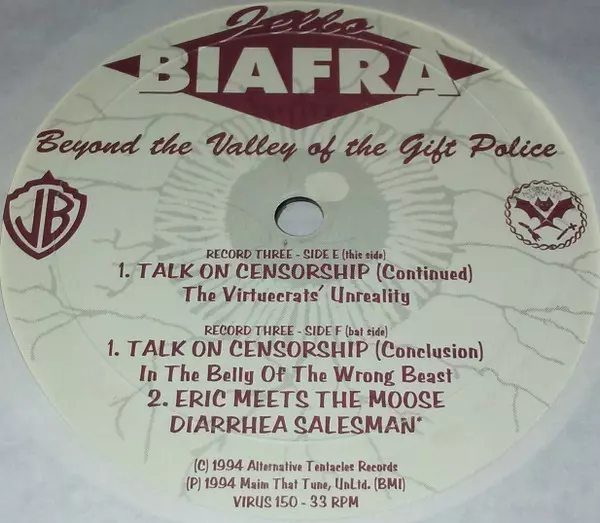 Jello
BIAFRA
Beyond the Valley of the Gift Police
JB
ALTERNATIVE
TENTACLES
RECORD THREE - SIDE E (this side)
1. TALK ON CENSORSHIP (Continued)
The Virtuecrats' Unreality
RECORD THREE - SIDE F (bat side)
1. TALK ON CENSORSHIP (Conclusion)
In The Belly Of The Wrong Beast
2. ERIC MEETS THE MOOSE
DIARRHEA SALESMAN*
(C) 1994 Alternative Tentacles Records
(P) 1994 Maim That Tune, UnLtd. (BMI)
VIRUS 150 - 33 RPM